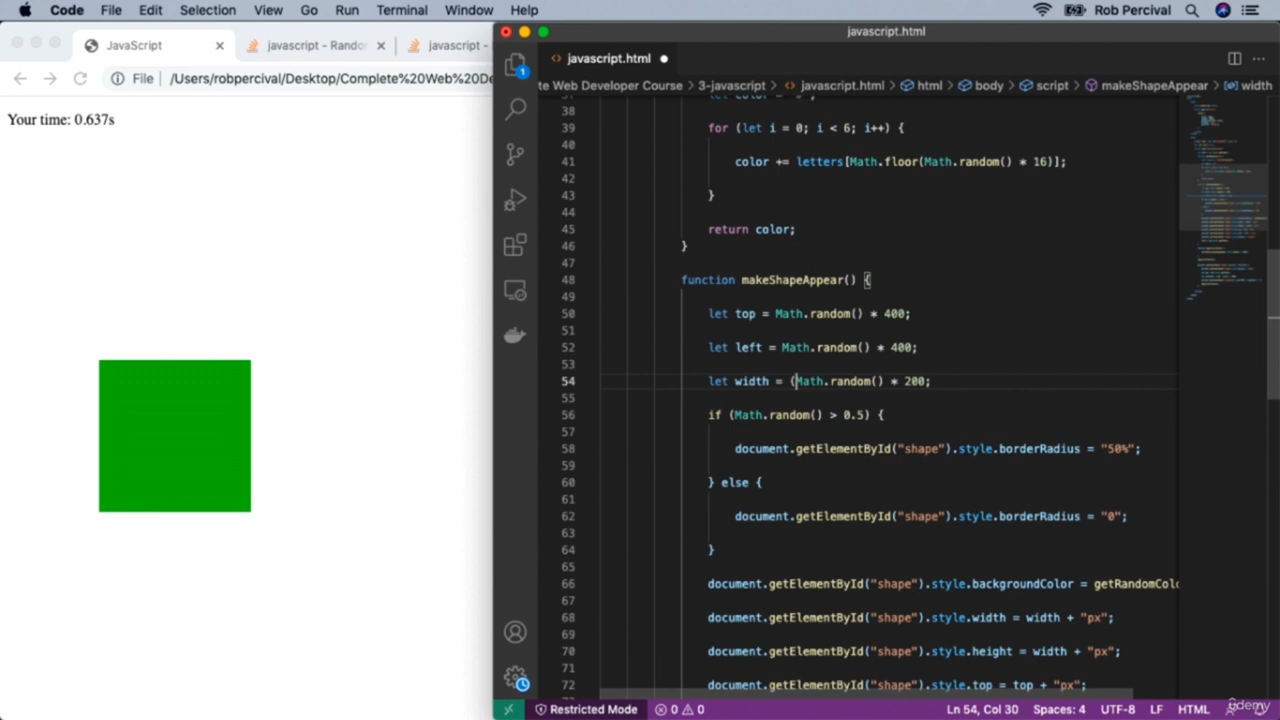 Code File Edit Selection View Go Run Terminal Window Help Rob Percival
javascript.html
JavaScript javascript - Rando javascript -
javascript.html
File /Users/robpercival/Desktop/Complete%20Web%20De
te Web Developer Course > 3-javascript > javascript.html > html > body > script > makeShapeAppear > width
Your time: 0.637s
38
39 for (let i = 0; i < 6; i++) {
40
41 color += letters[Math.floor(Math.random() * 16)];
42
43 }
44
45 return color;
46 }
47
48 function makeShapeAppear() {
49
50 let top = Math.random() * 400;
51
52 let left = Math.random() * 400;
53
54 let width = (Math.random() * 200;
55
56 if (Math.random() > 0.5) {
57
58 document.getElementById("shape").style.borderRadius = "50%";
59
60 } else {
61
62 document.getElementById("shape").style.borderRadius = "0";
63
64 }
65
66 document.getElementById("shape").style.backgroundColor = getRandomColo
67
68 document.getElementById("shape").style.width = width + "px";
69
70 document.getElementById("shape").style.height = width + "px";
71
72 document.getElementById("shape").style.top = top + "px";
Restricted Mode 0 0 Ln 54, Col 30 Spaces: 4 UTF-8 LF HTML
ûdemy